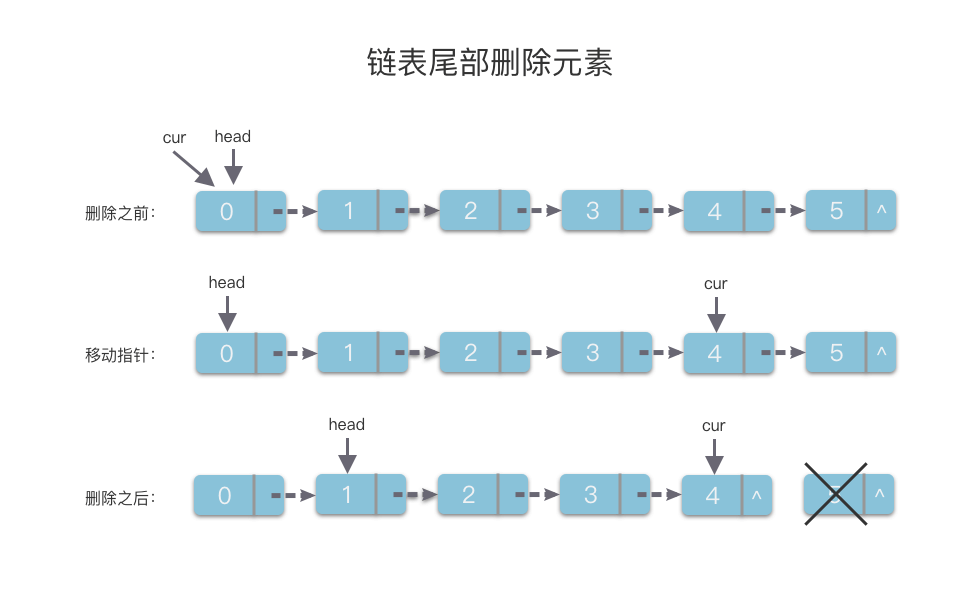 链表尾部删除元素
cur head
删除之前: 0 1 2 3 4 5 ^
head cur
移动指针: 0 1 2 3 4 5 ^
head cur
删除之后: 0 1 2 3 4 ^ 5 ^